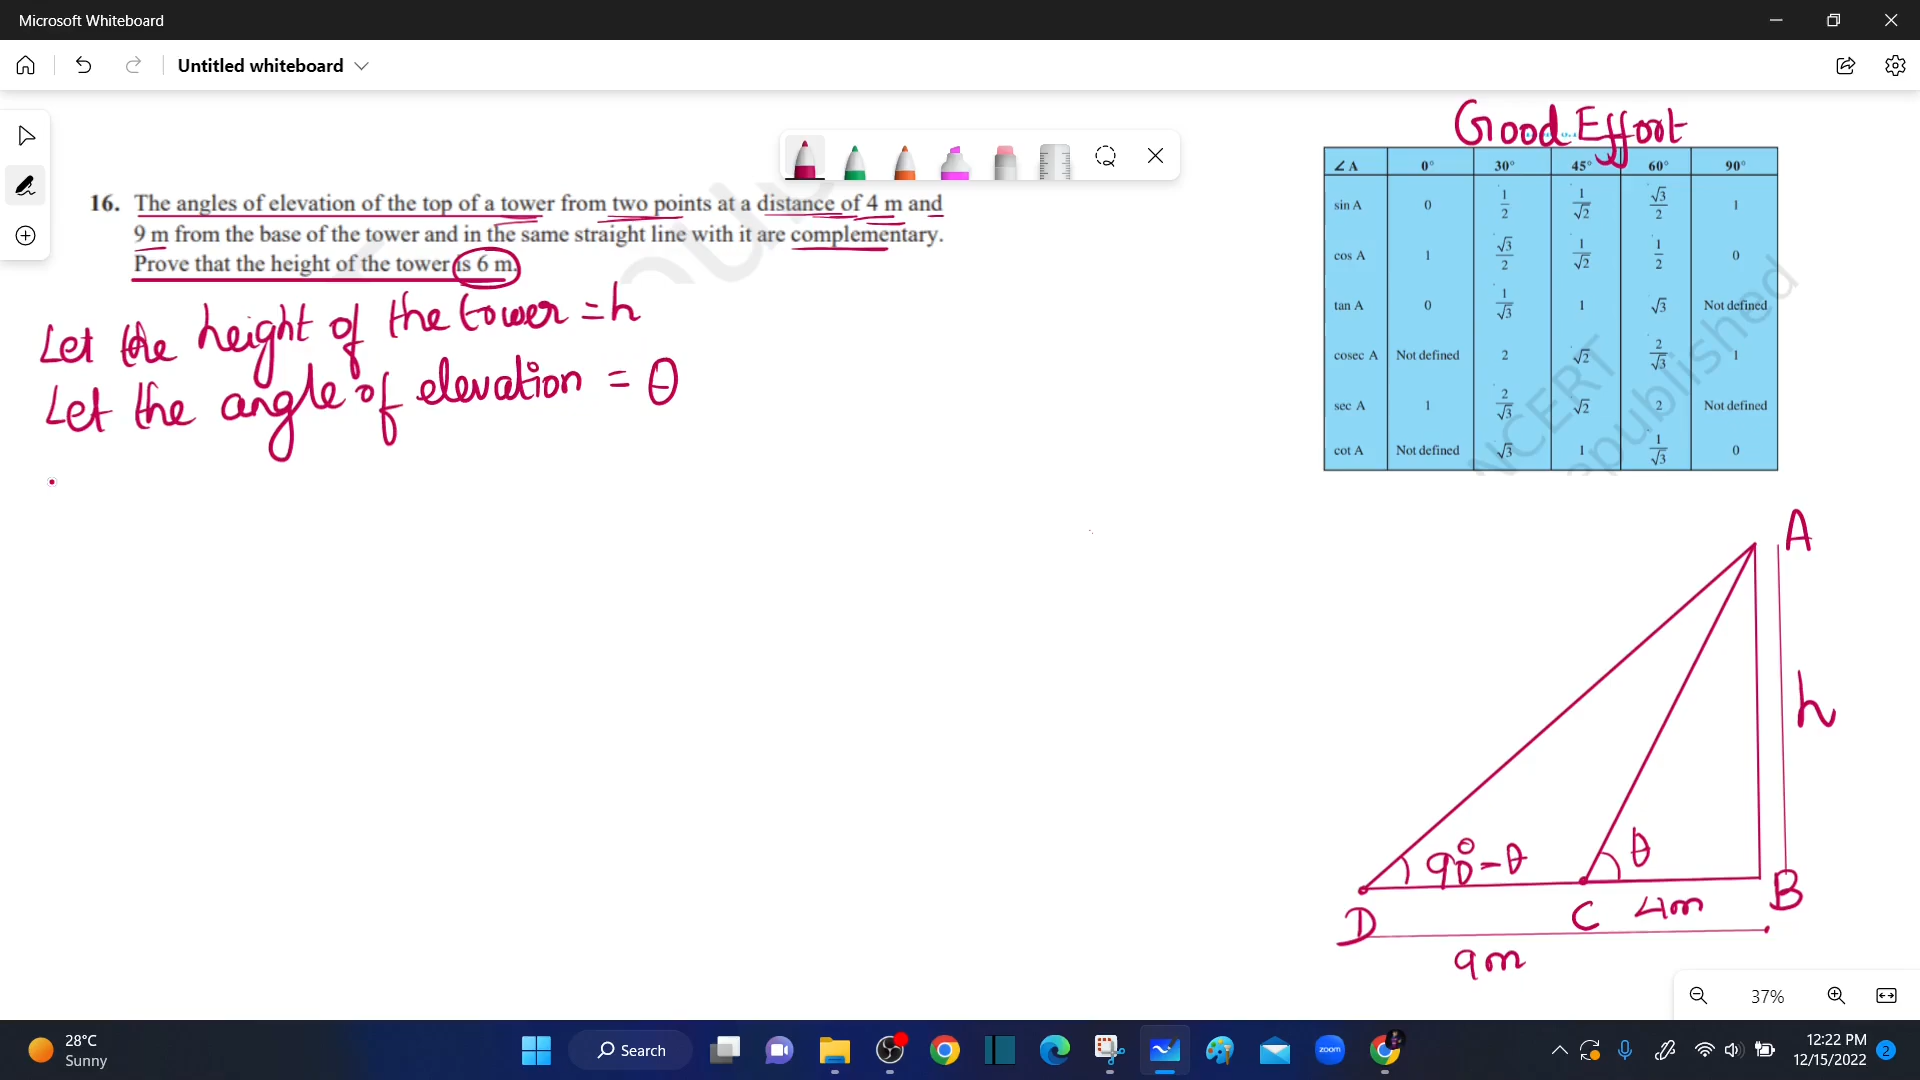 Microsoft Whiteboard
Untitled whiteboard
Good Effort
∠ A 0° 30° 45° 60° 90°
sin A 0 1/2 1/√2 √3/2 1
cos A 1 √3/2 1/√2 1/2 0
tan A 0 1/√3 1 √3 Not defined
cosec A Not defined 2 √2 2/√3 1
sec A 1 2/√3 √2 2 Not defined
cot A Not defined √3 1 1/√3 0
16. The angles of elevation of the top of a tower from two points at a distance of 4 m and
9 m from the base of the tower and in the same straight line with it are complementary.
Prove that the height of the tower is 6 m.
Let the height of the tower = h
Let the angle of elevation = θ
NCERT
republished
A
h
90° - θ
θ
D
C
4m
B
9m
37%
28°C
Sunny
Search
zoom
12:22 PM
12/15/2022
2